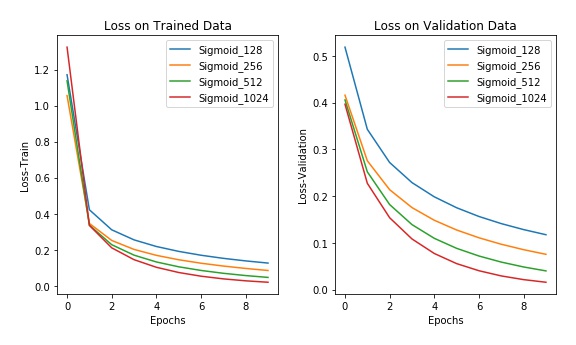 Loss on Trained Data
Loss-Train
1.2
1.0
0.8
0.6
0.4
0.2
0.0
Sigmoid_128
Sigmoid_256
Sigmoid_512
Sigmoid_1024
0 2 4 6 8
Epochs
Loss on Validation Data
Loss-Validation
0.5
0.4
0.3
0.2
0.1
0.0
Sigmoid_128
Sigmoid_256
Sigmoid_512
Sigmoid_1024
0 2 4 6 8
Epochs